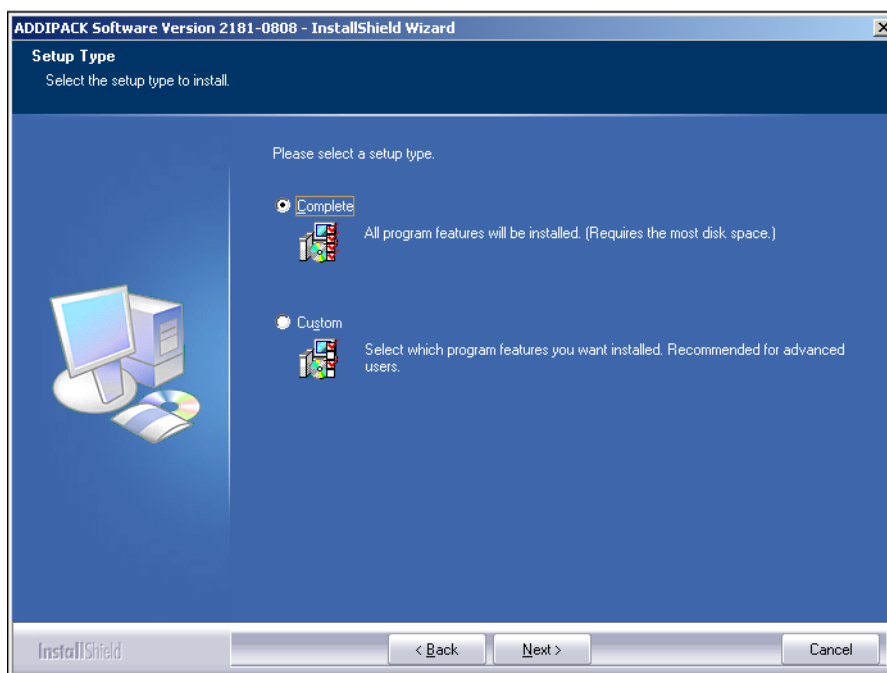 ADDIPACK Software Version 2181-0808 - InstallShield Wizard
Setup Type
Select the setup type to install.
Please select a setup type.
Complete
All program features will be installed. (Requires the most disk space.)
Custom
Select which program features you want installed. Recommended for advanced
users.
InstallShield
< Back
Next >
Cancel